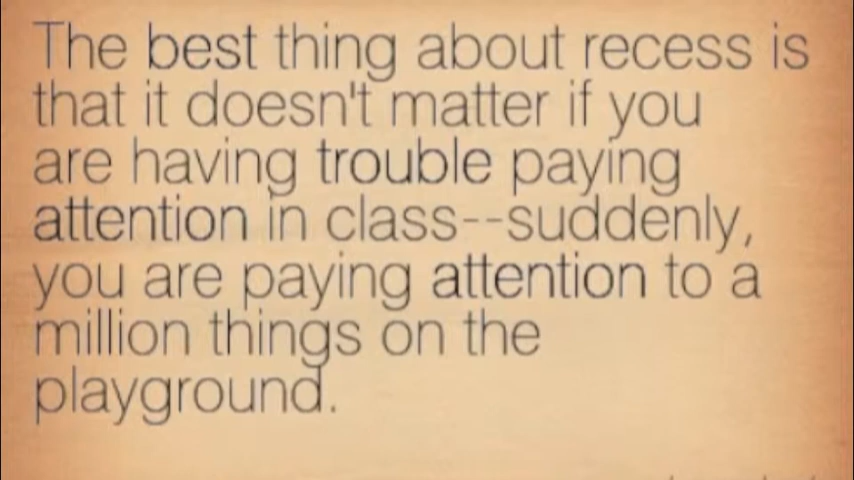 The best thing about recess is
that it doesn't matter if you
are having trouble paying
attention in class--suddenly,
you are paying attention to a
million things on the
playground.